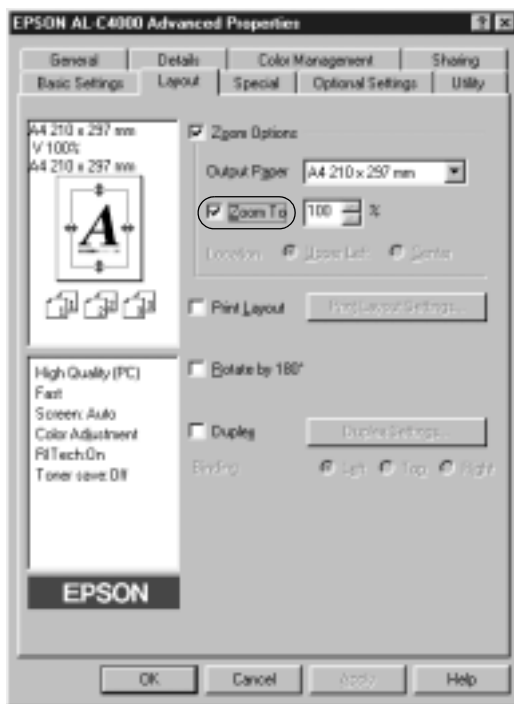 EPSON AL-C4000 Advanced Properties
General Details Color Management Sharing
Basic Settings Layout Special Optional Settings Utility
A4 210 x 297 mm
V 100%
A4 210 x 297 mm
A
1 2 3
Zoom Options
Output Paper A4 210 x 297 mm
Zoom To 100 %
Location Upper Left Center
Print Layout Print Layout Settings...
Rotate by 180°
Duplex Duplex Settings...
Binding Left Top Right
High Quality (PC)
Fast
Screen: Auto
Color Adjustment
RITech:On
Toner save:Off
EPSON
OK Cancel Apply Help